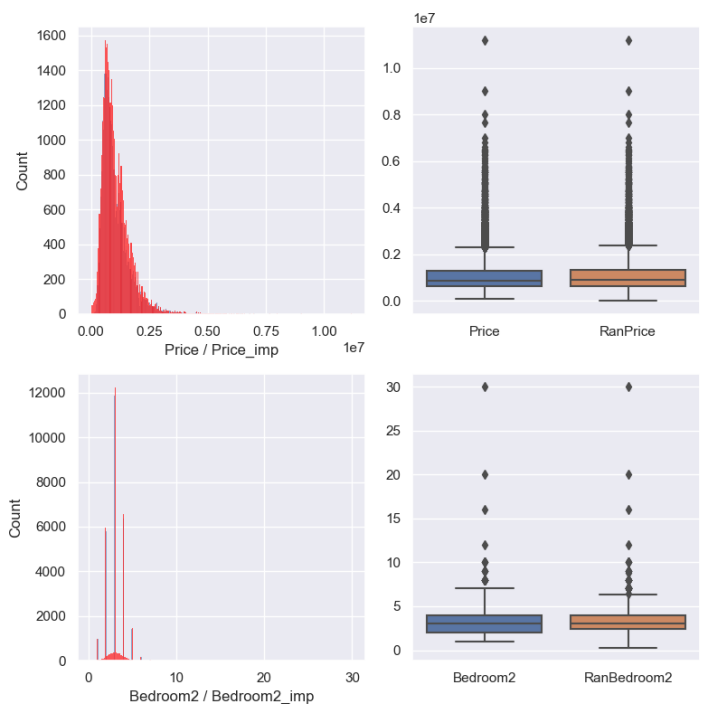 1e7
1600
1400
1200
1000
800
600
400
200
0
Count
0.00 0.25 0.50 0.75 1.00
Price / Price_imp
1e7
1.0
0.8
0.6
0.4
0.2
0.0
Price RanPrice
12000
10000
8000
6000
4000
2000
0
Count
0 10 20 30
Bedroom2 / Bedroom2_imp
30
25
20
15
10
5
0
Bedroom2 RanBedroom2